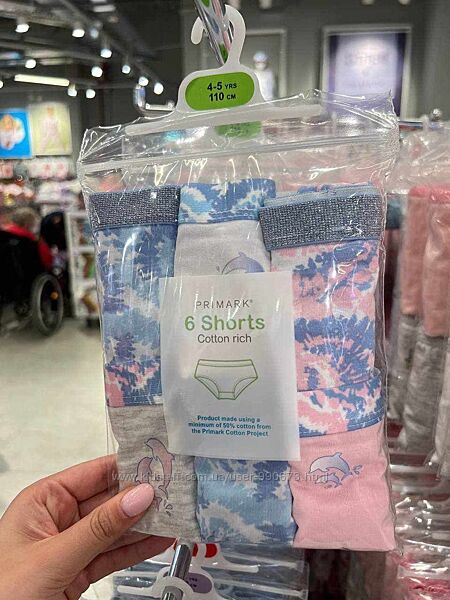 4-5 YRS
110 CM
PRIMARK®
6 Shorts
Cotton rich
Product made using a
minimum of 50% cotton from
the Primark Cotton Project